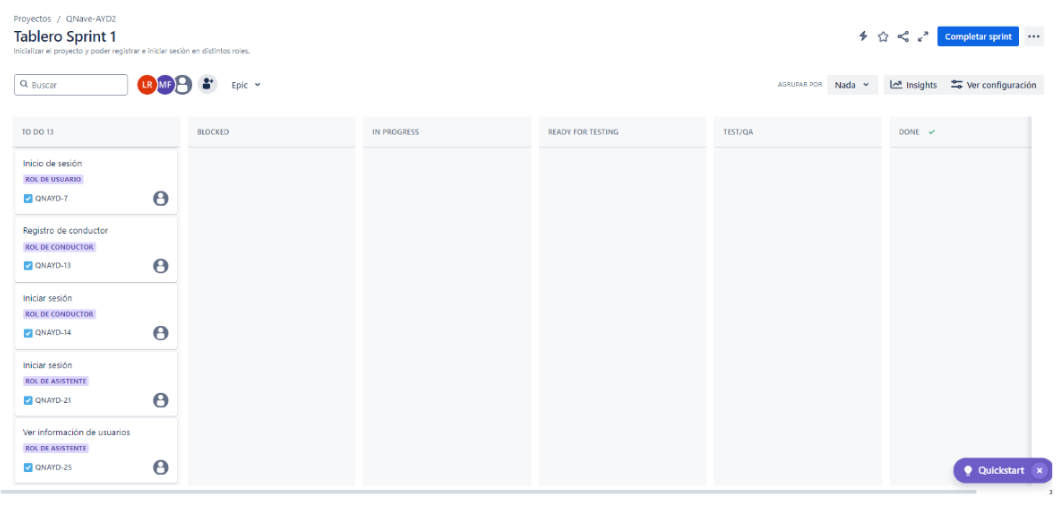 Proyectos / QNave-AYD2
Tablero Sprint 1
Inicializar el proyecto y poder registrar e iniciar sesión en distintos roles.
Completar sprint
Buscar
LR MF
Epic
AGRUPAR POR
Nada
Insights
Ver configuración
TO DO 13
BLOCKED
IN PROGRESS
READY FOR TESTING
TEST/QA
DONE
Inicio de sesión
ROL DE USUARIO
QNAYD-7
Registro de conductor
ROL DE CONDUCTOR
QNAYD-13
Iniciar sesión
ROL DE CONDUCTOR
QNAYD-14
Iniciar sesión
ROL DE ASISTENTE
QNAYD-21
Ver información de usuarios
ROL DE ASISTENTE
QNAYD-25
Quickstart
3